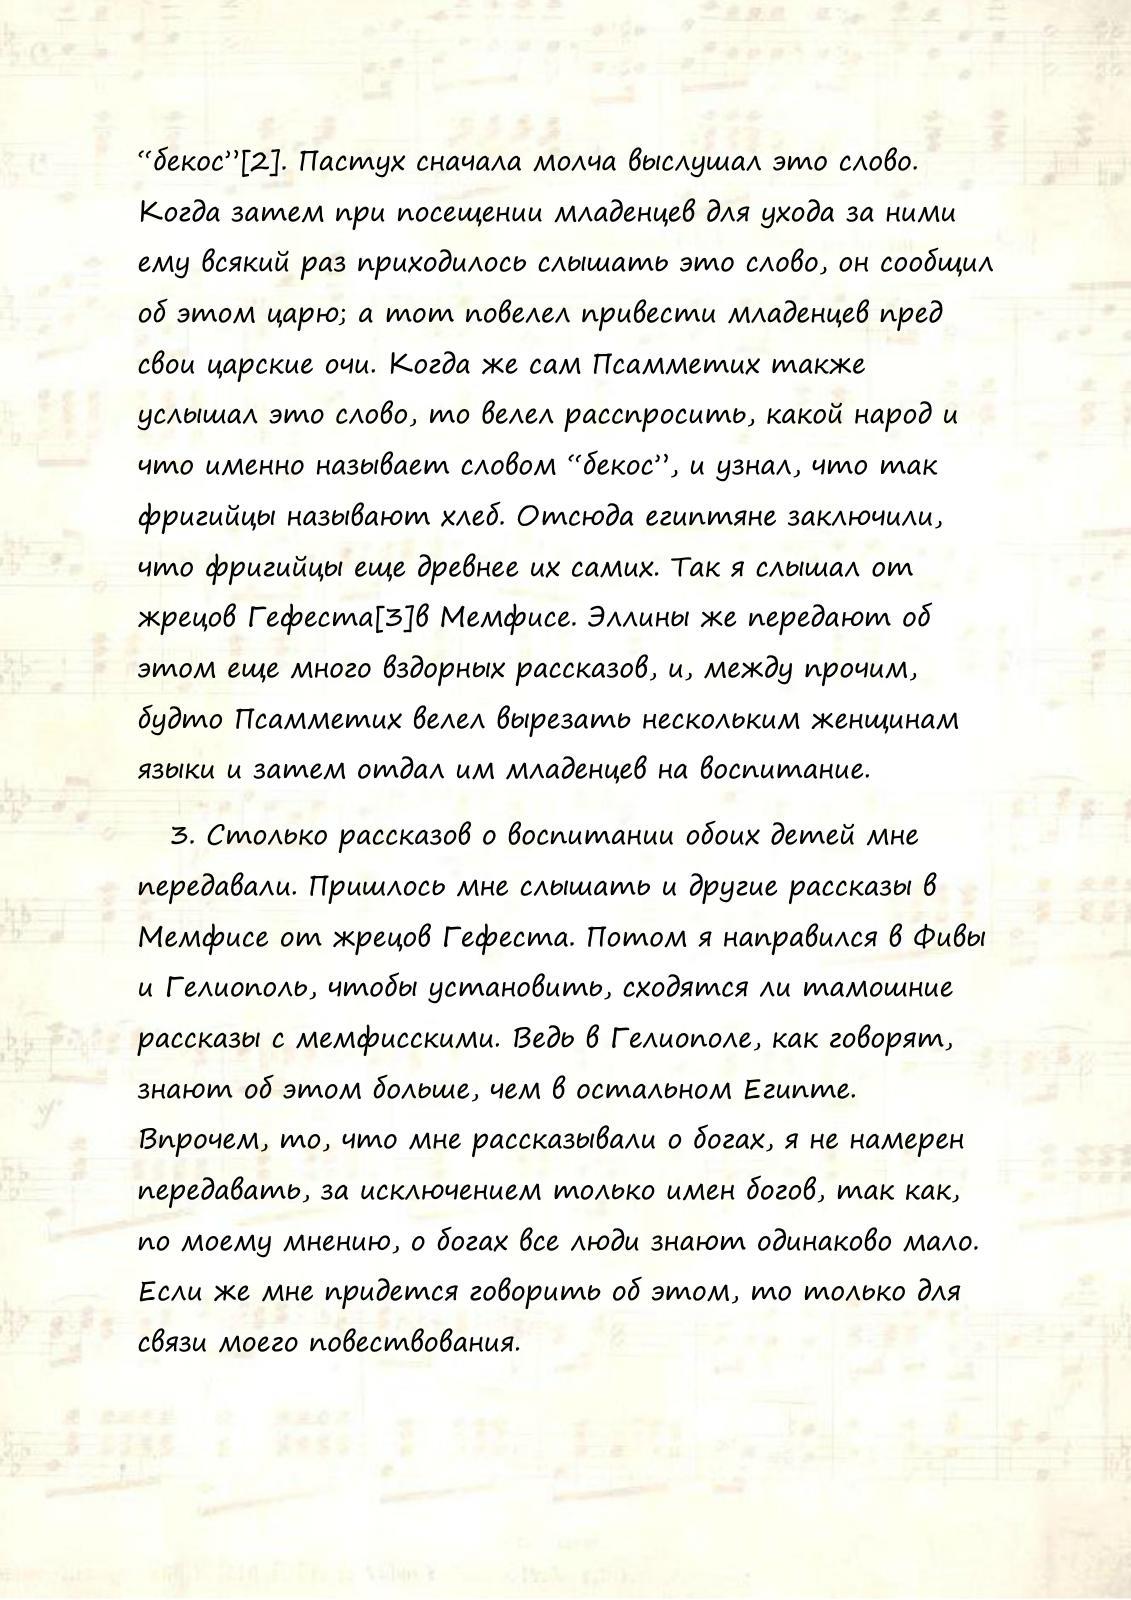 “бекос”[2]. Пастух сначала молча выслушал это слово.
Когда затем при посещении младенцев для ухода за ними
ему всякий раз приходилось слышать это слово, он сообщил
об этом царю; а тот повелел привести младенцев пред
свои царские очи. Когда же сам Псамметих также
услышал это слово, то велел расспросить, какой народ и
что именно называет словом “бекос”, и узнал, что так
фригийцы называют хлеб. Отсюда египтяне заключили,
что фригийцы еще древнее их самих. Так я слышал от
жрецов Гефеста[3]в Мемфисе. Эллины же передают об
этом еще много вздорных рассказов, и, между прочим,
будто Псамметих велел вырезать нескольким женщинам
языки и затем отдал им младенцев на воспитание.
3. Столько рассказов о воспитании обоих детей мне
передавали. Пришлось мне слышать и другие рассказы в
Мемфисе от жрецов Гефеста. Потом я направился в Фивы
и Гелиополь, чтобы установить, сходятся ли тамошние
рассказы с мемфисскими. Ведь в Гелиополе, как говорят,
знают об этом больше, чем в остальном Египте.
Впрочем, то, что мне рассказывали о богах, я не намерен
передавать, за исключением только имен богов, так как,
по моему мнению, о богах все люди знают одинаково мало.
Если же мне придется говорить об этом, то только для
связи моего повествования.